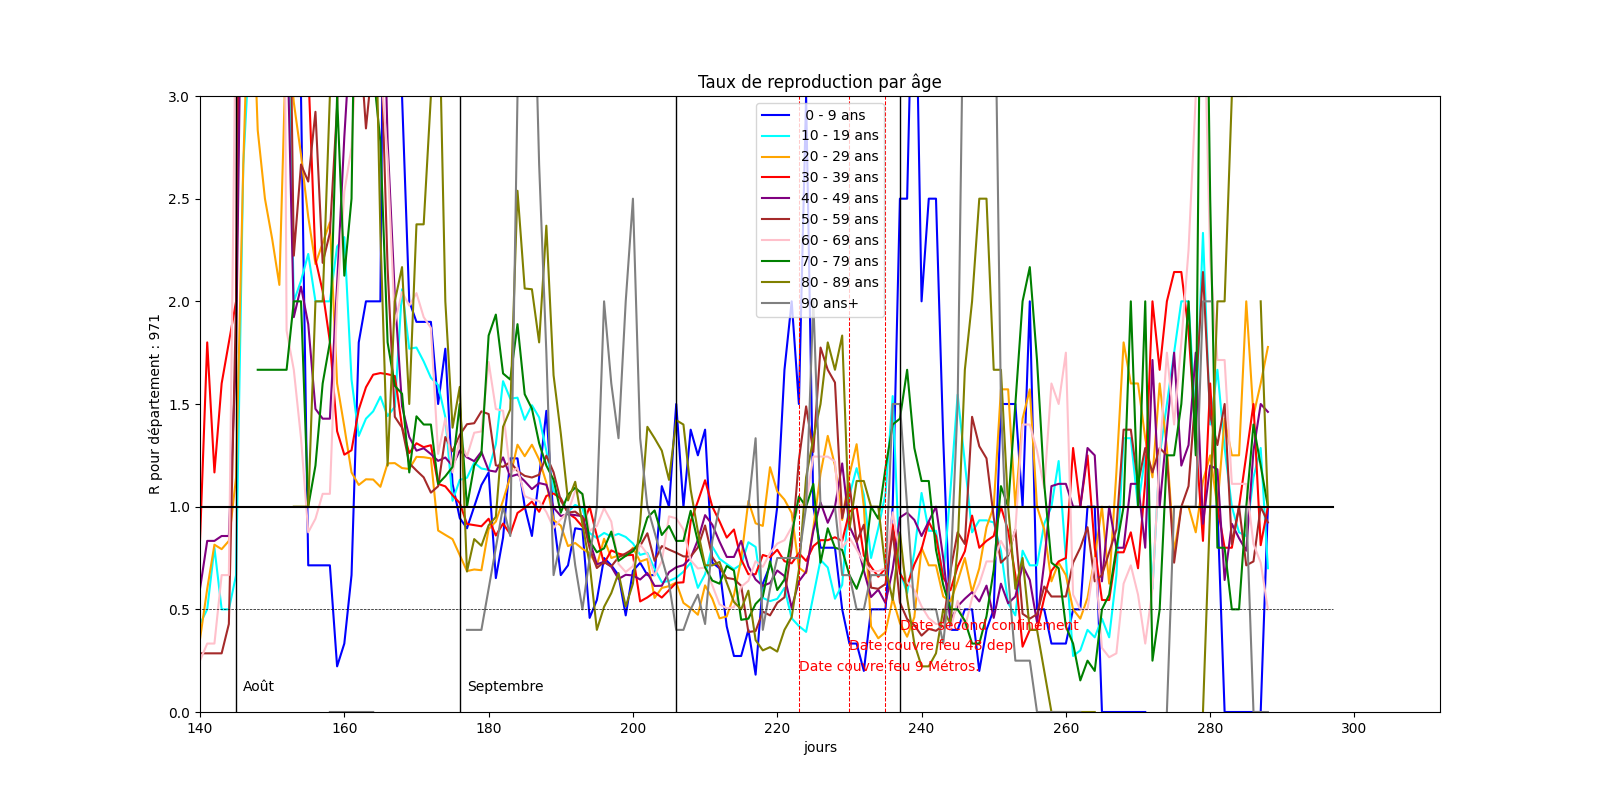 Taux de reproduction par âge
R pour département : 971
3.0
2.5
2.0
1.5
1.0
0.5
0.0
0 - 9 ans
10 - 19 ans
20 - 29 ans
30 - 39 ans
40 - 49 ans
50 - 59 ans
60 - 69 ans
70 - 79 ans
80 - 89 ans
90 ans+
Date second confinement
Date couvre feu 48 dep
Date couvre feu 9 Métros.
Août
Septembre
140
160
180
200
220
240
260
280
300
jours